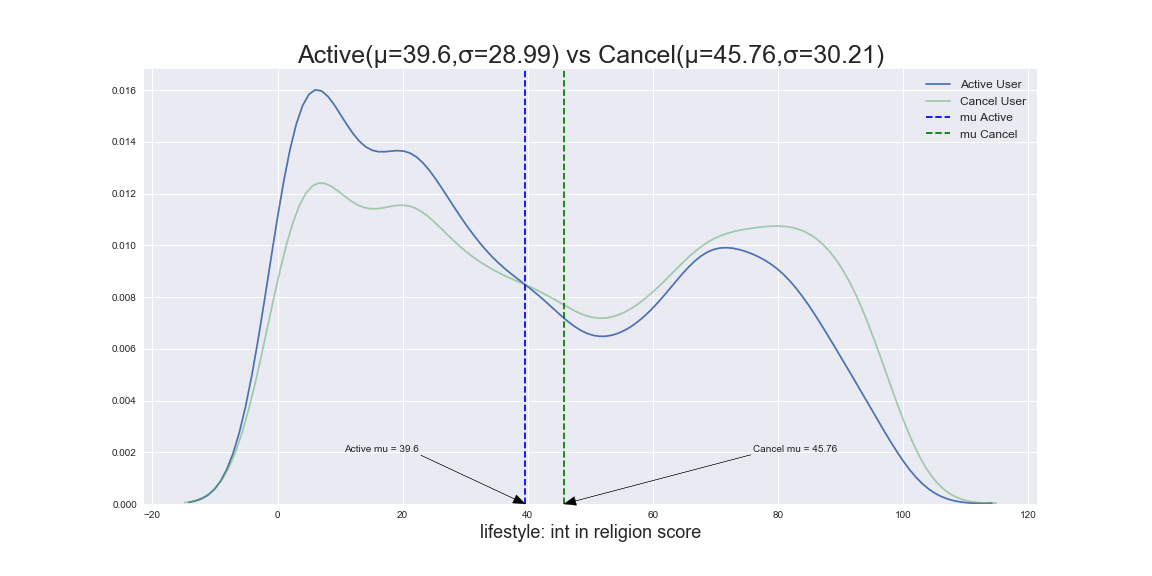 Active(μ=39.6,σ=28.99) vs Cancel(μ=45.76,σ=30.21)
Active User
Cancel User
mu Active
mu Cancel
0.016
0.014
0.012
0.010
0.008
0.006
0.004
0.002
0.000
Active mu = 39.6
Cancel mu = 45.76
−20
0
20
40
60
80
100
120
lifestyle: int in religion score